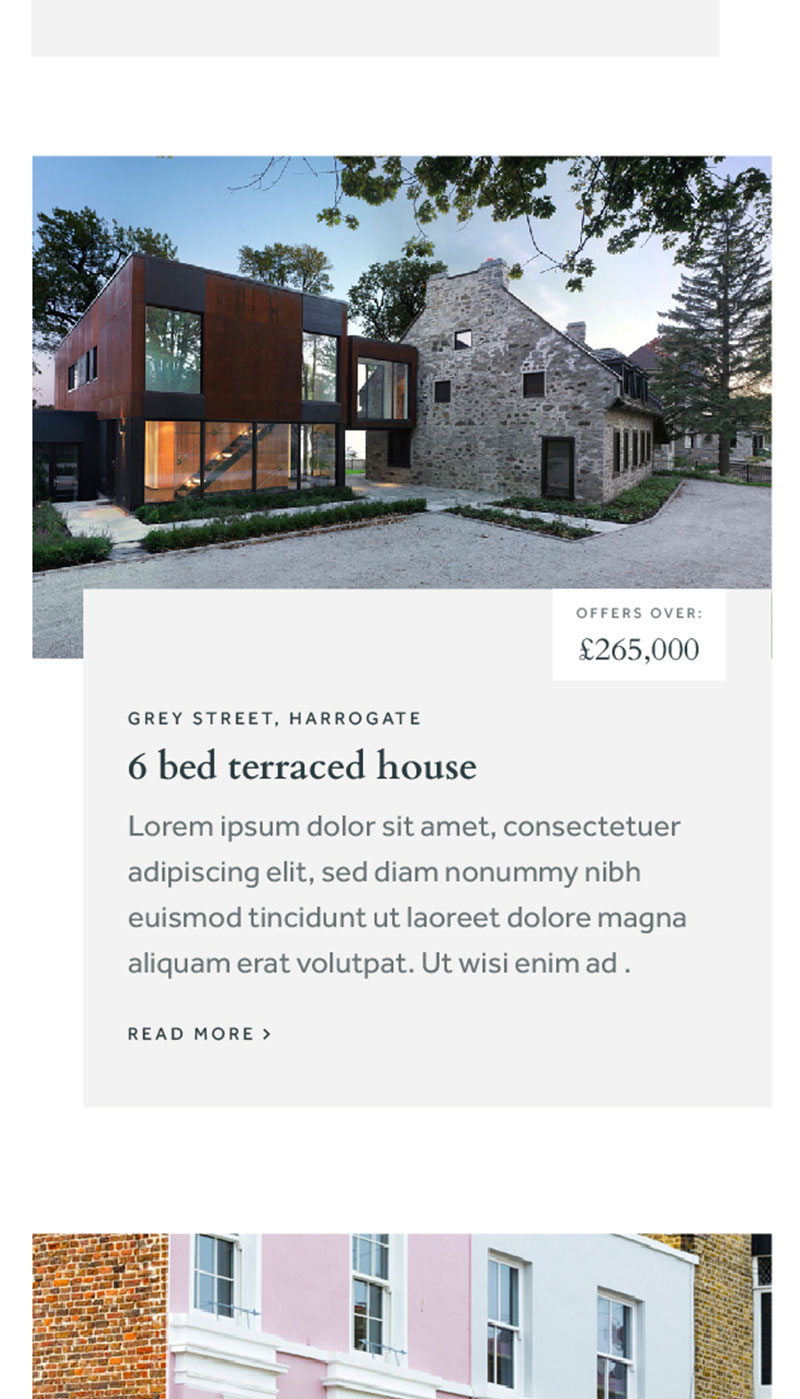 OFFERS OVER:
£265,000
GREY STREET, HARROGATE
6 bed terraced house
Lorem ipsum dolor sit amet, consectetuer
adipiscing elit, sed diam nonummy nibh
euismod tincidunt ut laoreet dolore magna
aliquam erat volutpat. Ut wisi enim ad .
READ MORE >